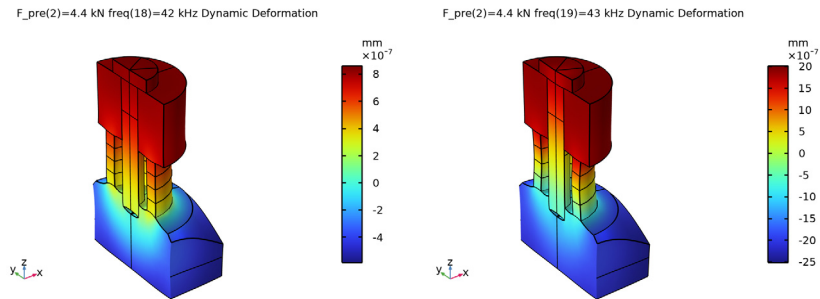 F_pre(2)=4.4 kN freq(18)=42 kHz Dynamic Deformation
mm
×10⁻⁷
8
6
4
2
0
-2
-4
z
y
x
F_pre(2)=4.4 kN freq(19)=43 kHz Dynamic Deformation
mm
×10⁻⁷
20
15
10
5
0
-5
-10
-15
-20
-25
z
y
x